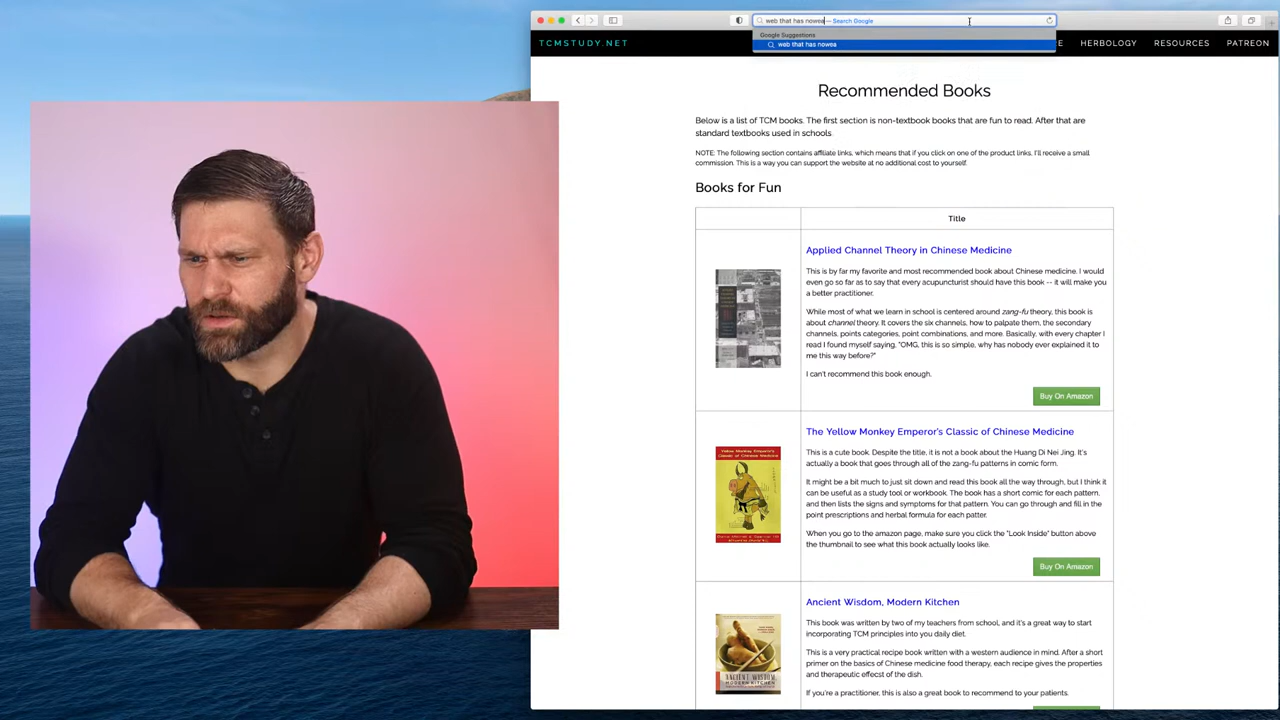 web that has nowea — Search Google
Google Suggestions
web that has nowea
TCMSTUDY.NET
HERBOLOGY RESOURCES PATREON
Recommended Books
Below is a list of TCM books. The first section is non-textbook books that are fun to read. After that are
standard textbooks used in schools.
NOTE: The following section contains affiliate links, which means that if you click on one of the product links, I'll receive a small
commission. This is a way you can support the website at no additional cost to yourself.
Books for Fun
Title
Applied Channel Theory in Chinese Medicine
This is by far my favorite and most recommended book about Chinese medicine. I would
even go so far as to say that every acupuncturist should have this book -- it will make you
a better practitioner.
While most of what we learn in school is centered around zang-fu theory, this book is
about channel theory. It covers the six channels, how to palpate them, the secondary
channels, points categories, point combinations, and more. Basically, with every chapter I
read I found myself saying, "OMG, this is so simple, why has nobody ever explained it to
me this way before?"
I can't recommend this book enough.
Buy On Amazon
The Yellow Monkey Emperor's Classic of Chinese Medicine
This is a cute book. Despite the title, it is not a book about the Huang Di Nei Jing. It's
actually a book that goes through all of the zang-fu patterns in comic form.
It might be a bit much to just sit down and read this book all the way through, but I think it
can be useful as a study tool or workbook. The book has a short comic for each pattern,
and then lists the signs and symptoms for that pattern. You can go through and fill in the
point prescriptions and herbal formula for each patter.
When you go to the amazon page, make sure you click the "Look Inside" button above
the thumbnail to see what this book actually looks like.
Buy On Amazon
Yellow Monkey Emperor's
Classic of Chinese Medicine
Ancient Wisdom, Modern Kitchen
This book was written by two of my teachers from school, and it's a great way to start
incorporating TCM principles into you daily diet.
This is a very practical recipe book written with a western audience in mind. After a short
primer on the basics of Chinese medicine food therapy, each recipe gives the properties
and therapeutic effecst of the dish.
If you're a practitioner, this is also a great book to recommend to your patients.
ANCIENT WISDOM,
MODERN KITCHEN